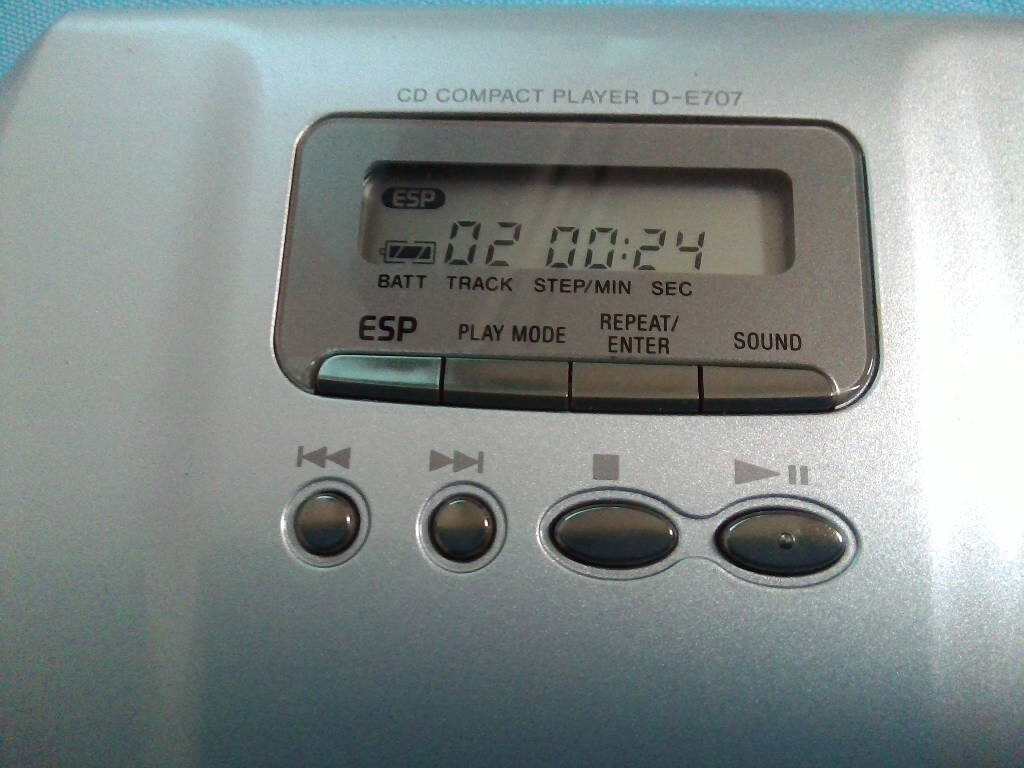 CD COMPACT PLAYER D-E707
ESP
02 00:24
BATT TRACK STEP/MIN SEC
ESP PLAY MODE REPEAT/ENTER SOUND